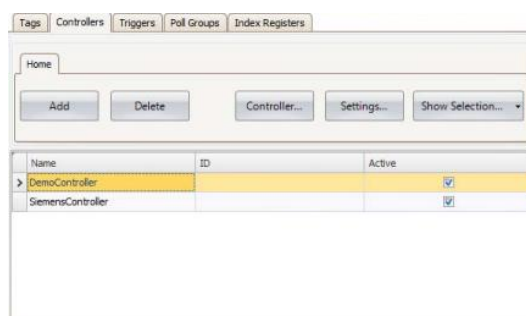 Tags Controllers Triggers Poll Groups Index Registers
Home
Add Delete Controller... Settings... Show Selection...
Name ID Active
DemoController
SiemensController